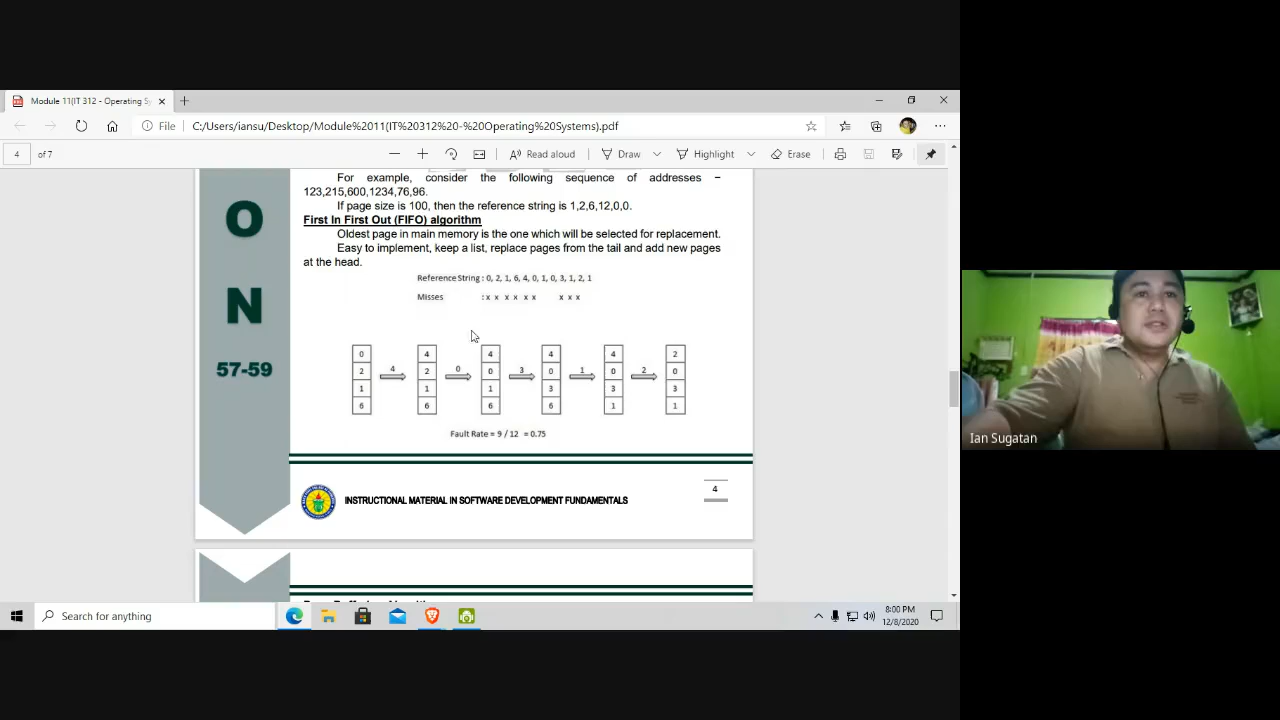 Module 11(IT 312 - Operating Sy
File
C:/Users/iansu/Desktop/Module%2011(IT%20312%20-%20Operating%20Systems).pdf
4
of 7
Read aloud
Draw
Highlight
Erase
For example, consider the following sequence of addresses −
123,215,600,1234,76,96.
If page size is 100, then the reference string is 1,2,6,12,0,0.
First In First Out (FIFO) algorithm
Oldest page in main memory is the one which will be selected for replacement.
Easy to implement, keep a list, replace pages from the tail and add new pages
at the head.
Reference String : 0, 2, 1, 6, 4, 0, 1, 0, 3, 1, 2, 1
Misses : x x x x x x x x x
4 0 3 1 2
0 4 4 4 4 2
2 2 0 0 0 0
1 1 1 3 3 3
6 6 6 6 1 1
Fault Rate = 9 / 12 = 0.75
O
N
57-59
INSTRUCTIONAL MATERIAL IN SOFTWARE DEVELOPMENT FUNDAMENTALS
4
Ian Sugatan
Search for anything
8:00 PM
12/8/2020